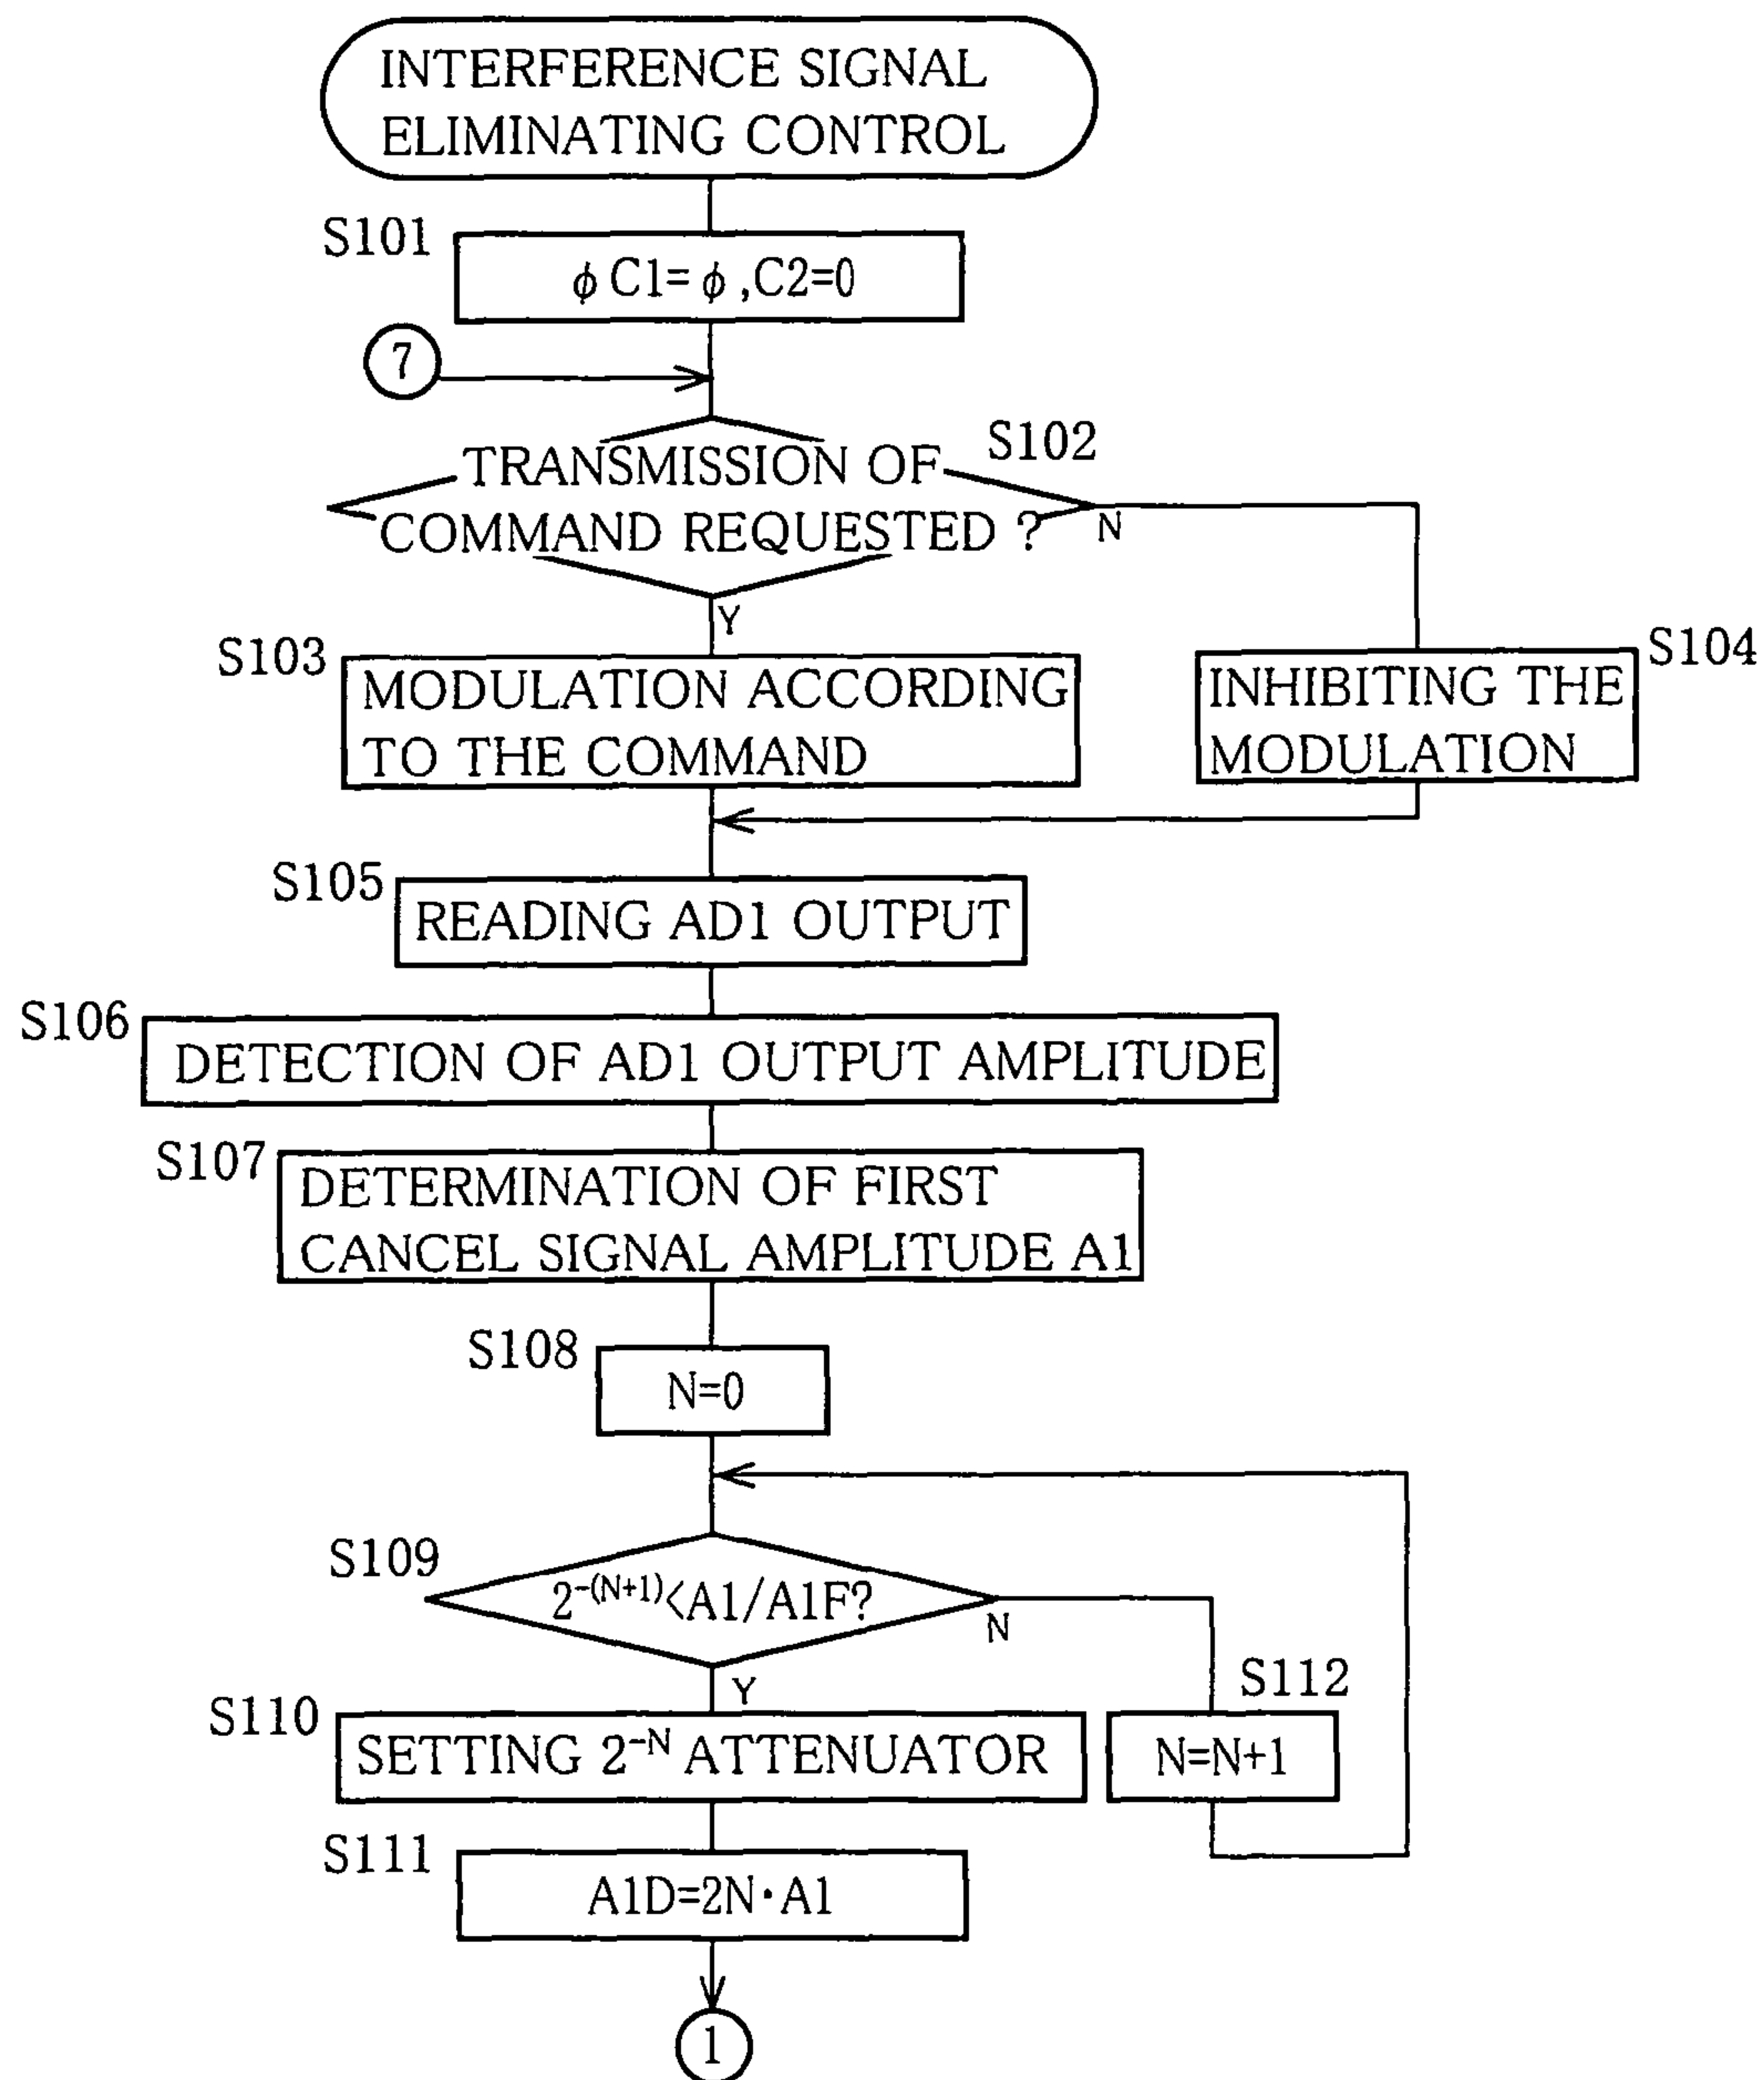 INTERFERENCE SIGNAL
ELIMINATING CONTROL
S101
φC1=φ,C2=0
7
S102
TRANSMISSION OF
COMMAND REQUESTED ?
N
Y
S103
MODULATION ACCORDING
TO THE COMMAND
S104
INHIBITING THE
MODULATION
S105
READING AD1 OUTPUT
S106
DETECTION OF AD1 OUTPUT AMPLITUDE
S107
DETERMINATION OF FIRST
CANCEL SIGNAL AMPLITUDE A1
S108
N=0
S109
2⁻⁽ᴺ⁺¹⁾<A1/A1F?
N
Y
S110
SETTING 2⁻ᴺ ATTENUATOR
S112
N=N+1
S111
A1D=2N·A1
1